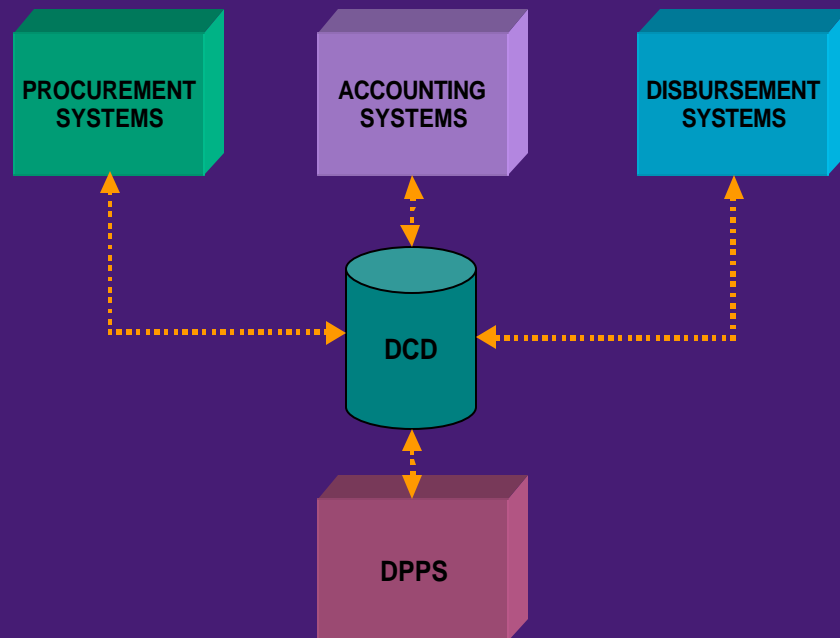 PROCUREMENT
SYSTEMS
ACCOUNTING
SYSTEMS
DISBURSEMENT
SYSTEMS
DCD
DPPS